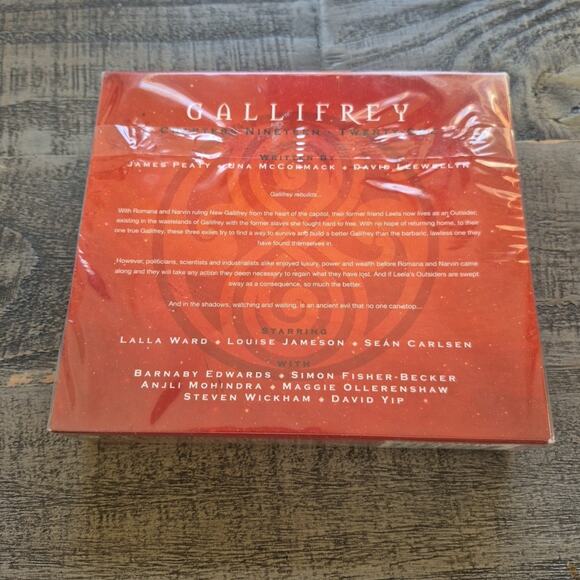 GALLIFREY
CHAPTERS NINETEEN - TWENTY
WRITTEN BY
JAMES PEATY ◆ UNA MCCORMACK ◆ DAVID LLEWELLYN
Gallifrey rebuilds...
With Romana and Narvin ruling New Gallifrey from the heart of the capitol, their former friend Leela now lives as an Outsider,
existing in the wastelands of Gallifrey with the former slaves she fought hard to free. With no hope of returning home, to their
one true Gallifrey, these three exiles try to find a way to survive and build a better Gallifrey than the barbaric, lawless one they
have found themselves in.
However, politicians, scientists and industrialists alike enjoyed luxury, power and wealth before Romana and Narvin came
along and they will take any action they deem necessary to regain what they have lost. And if Leela's Outsiders are swept
away as a consequence, so much the better.
And in the shadows, watching and waiting, is an ancient evil that no one can stop...
STARRING
LALLA WARD ◆ LOUISE JAMESON ◆ SEÁN CARLSEN
WITH
BARNABY EDWARDS ◆ SIMON FISHER-BECKER
ANJLI MOHINDRA ◆ MAGGIE OLLERENSHAW
STEVEN WICKHAM ◆ DAVID YIP